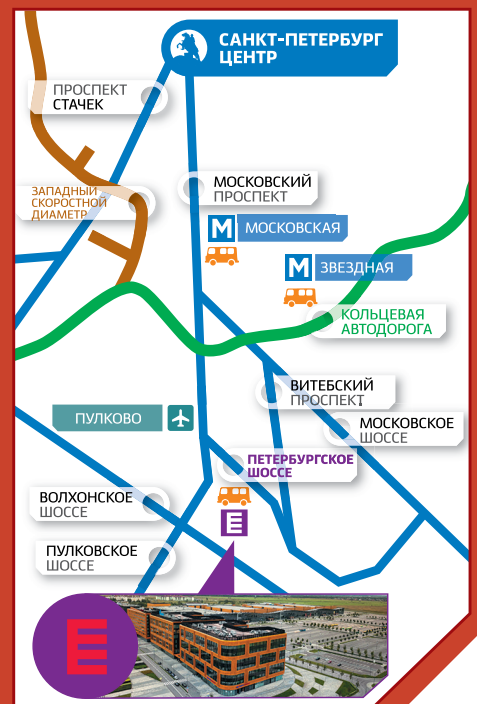 САНКТ-ПЕТЕРБУРГ
ЦЕНТР
ПРОСПЕКТ
СТАЧЕК
ЗАПАДНЫЙ
СКОРОСТНОЙ
ДИАМЕТР
МОСКОВСКИЙ
ПРОСПЕКТ
М МОСКОВСКАЯ
М ЗВЕЗДНАЯ
КОЛЬЦЕВАЯ
АВТОДОРОГА
ВИТЕБСКИЙ
ПРОСПЕКТ
МОСКОВСКОЕ
ШОССЕ
ПУЛКОВО
ПЕТЕРБУРГСКОЕ
ШОССЕ
ВОЛХОНСКОЕ
ШОССЕ
E
ПУЛКОВСКОЕ
ШОССЕ
E